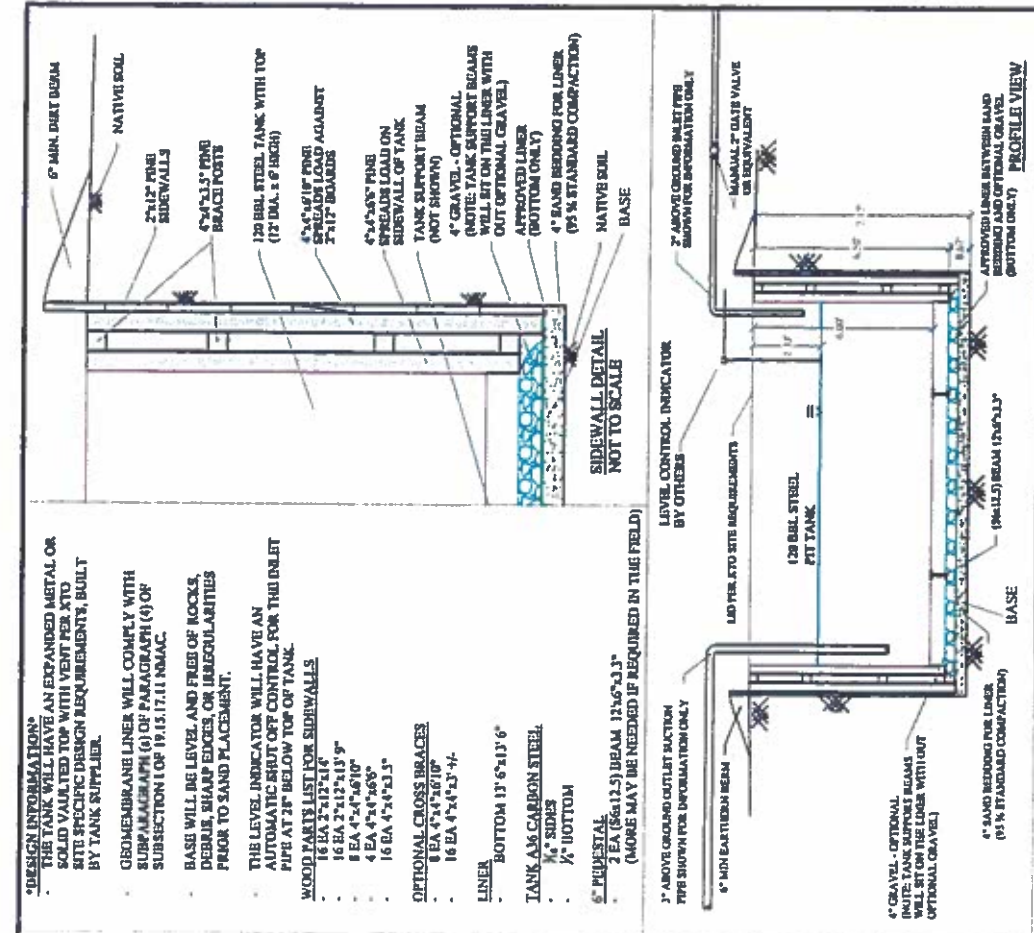 *DESIGN INFORMATION*
- THE TANK WILL HAVE AN EXPANDED METAL OR
SOLID VAULTED TOP WITH VENT PER XTO
SITE SPECIFIC DESIGN REQUIREMENTS, BUILT
BY TANK SUPPLIER.
- GEOMEMBRANE LINER WILL COMPLY WITH
SUBPARAGRAPH (a) OF PARAGRAPH (4) OF
SUBSECTION I OF 19.15.17.11 NMAC.
- BASE WILL BE LEVEL AND FREE OF ROCKS,
DEBRIS, SHARP EDGES, OR IRREGULARITIES
PRIOR TO SAND PLACEMENT.
- THE LEVEL INDICATOR WILL HAVE AN
AUTOMATIC SHUT OFF CONTROL FOR THE INLET
PIPE AT 28" BELOW TOP OF TANK.
WOOD PARTS LIST FOR SIDEWALLS
- 16 EA 2"x12"x14'
- 16 EA 2"x12"x13' 9"
- 8 EA 4"x4"x6'10"
- 4 EA 4"x4"x6'6"
- 16 EA 4"x4"x3.5"
OPTIONAL CROSS BRACES
- 8 EA 4"x4"x6'10"
- 16 EA 4"x4"x3' +/-
LINER
- BOTTOM 13' 6"x13' 6"
TANK A36 CARBON STEEL
- SIDES
- ¼" BOTTOM
6" PEDESTAL
- 2 EA (S6x12.5) BEAM 12'x6"x3.3"
(MORE MAY BE NEEDED IF REQUIRED IN THE FIELD)
6" MIN. DIRT BEAM
NATIVE SOIL
2"x12" PINE
SIDEWALLS
4"x4"x3.5" PINE
BRACE POSTS
120 BBL STEEL TANK WITH TOP
(12' DIA. x 6' HIGH)
4"x4"x6'10" PINE
SPREADS LOAD AGAINST
2"x12" BOARDS
4"x4"x6'6" PINE
SPREADS LOAD ON
SIDEWALL OF TANK
TANK SUPPORT BEAM
(NOT SHOWN)
4" GRAVEL - OPTIONAL
(NOTE: TANK SUPPORT BEAMS
WILL SIT ON THE LINER WITH
OUT OPTIONAL GRAVEL)
APPROVED LINER
(BOTTOM ONLY)
4" SAND BEDDING FOR LINER
(95 % STANDARD COMPACTION)
NATIVE SOIL
BASE
SIDEWALL DETAIL
NOT TO SCALE
3" ABOVE GROUND OUTLET SUCTION
PIPE SHOWN FOR INFORMATION ONLY
6" MIN EARTHERN BERM
LEVEL CONTROL INDICATOR
BY OTHERS
LID PER XTO SITE REQUIREMENTS
120 BBL STEEL
PIT TANK
2" ABOVE GROUND INLET PIPE
SHOWN FOR INFORMATION ONLY
MANUAL 2" GATE VALVE
OR EQUIVALENT
6.00'
4" GRAVEL - OPTIONAL
(NOTE: TANK SUPPORT BEAMS
WILL SIT ON THE LINER WITH OUT
OPTIONAL GRAVEL)
4" SAND BEDDING FOR LINER
(95 % STANDARD COMPACTION)
BASE
(S6x12.5) BEAM 12'x6"x3.3"
APPROVED LINER BETWEEN SAND
BEDDING AND OPTIONAL GRAVEL
(BOTTOM ONLY)
PROFILE VIEW